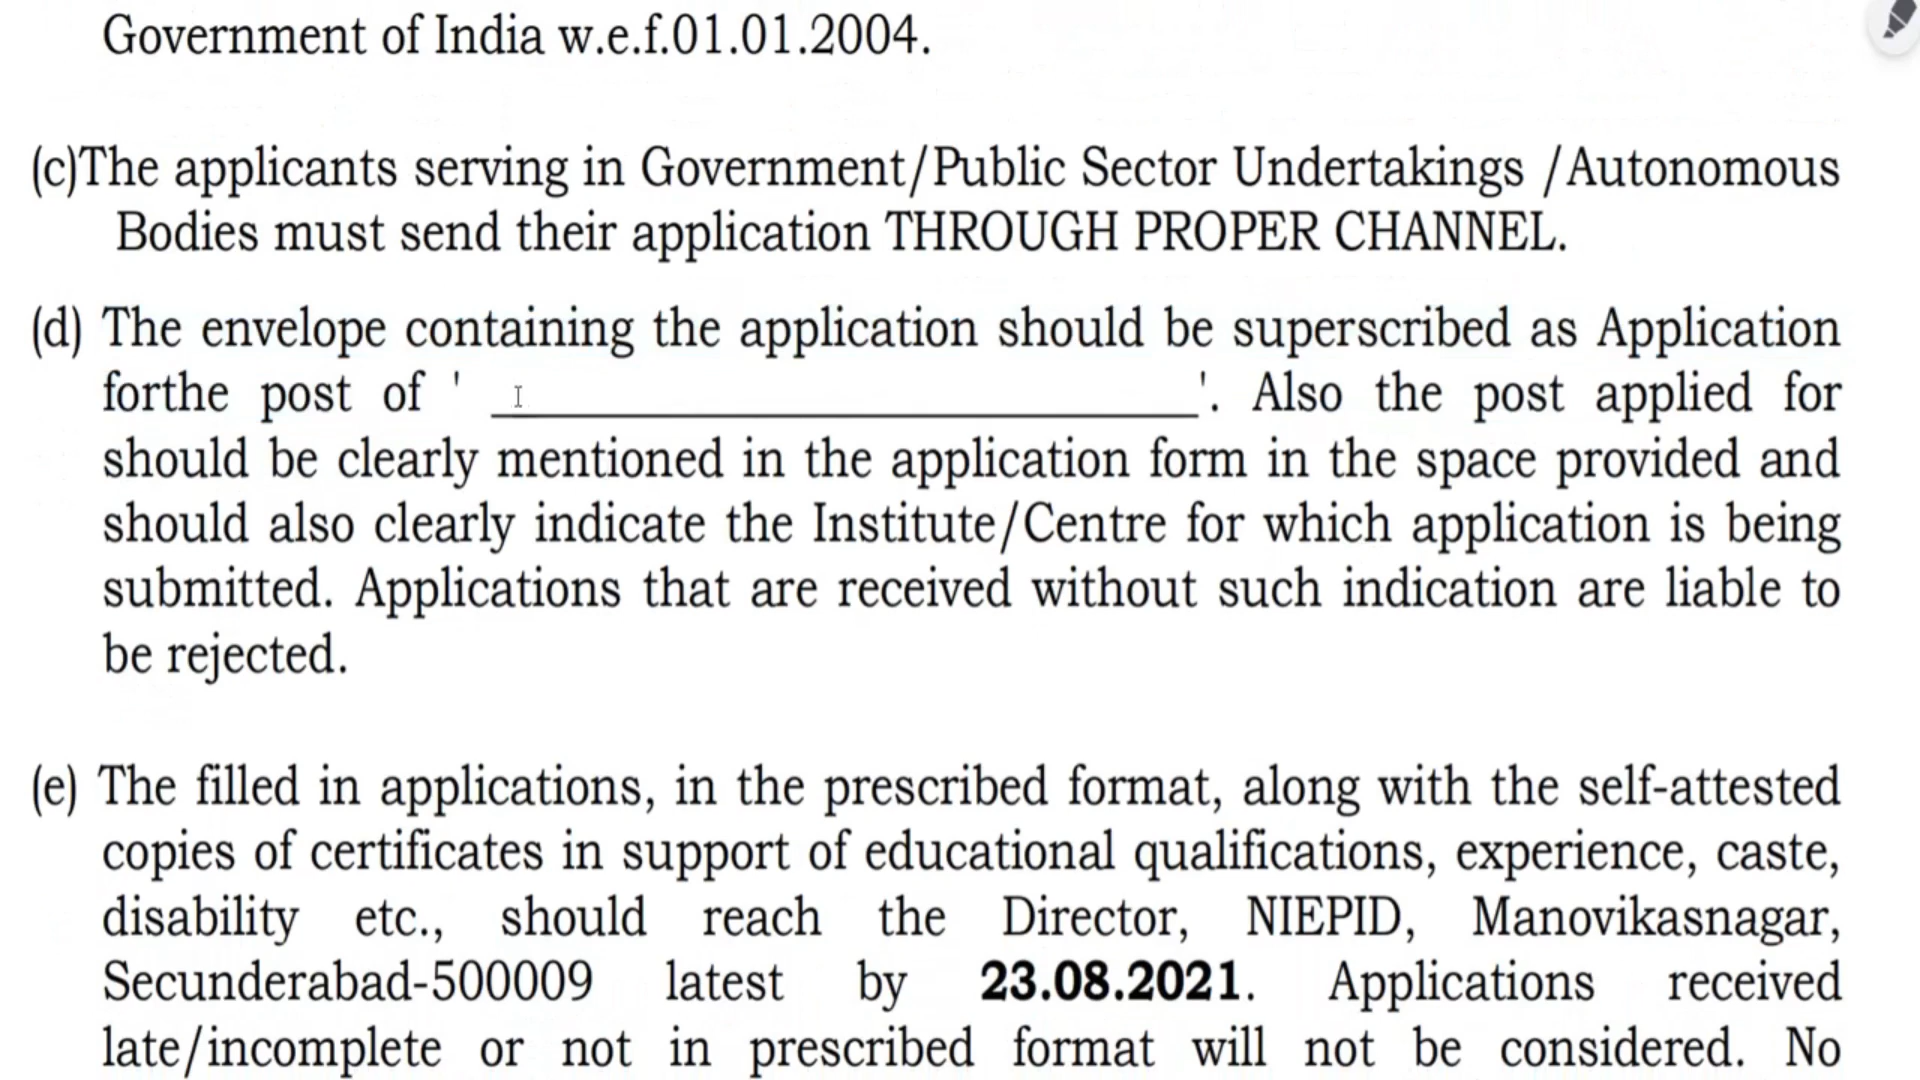 Government of India w.e.f.01.01.2004.
(c)The applicants serving in Government/Public Sector Undertakings /Autonomous
Bodies must send their application THROUGH PROPER CHANNEL.
(d) The envelope containing the application should be superscribed as Application
forthe post of ' ____________________ '. Also the post applied for
should be clearly mentioned in the application form in the space provided and
should also clearly indicate the Institute/Centre for which application is being
submitted. Applications that are received without such indication are liable to
be rejected.
(e) The filled in applications, in the prescribed format, along with the self-attested
copies of certificates in support of educational qualifications, experience, caste,
disability etc., should reach the Director, NIEPID, Manovikasnagar,
Secunderabad-500009 latest by 23.08.2021. Applications received
late/incomplete or not in prescribed format will not be considered. No